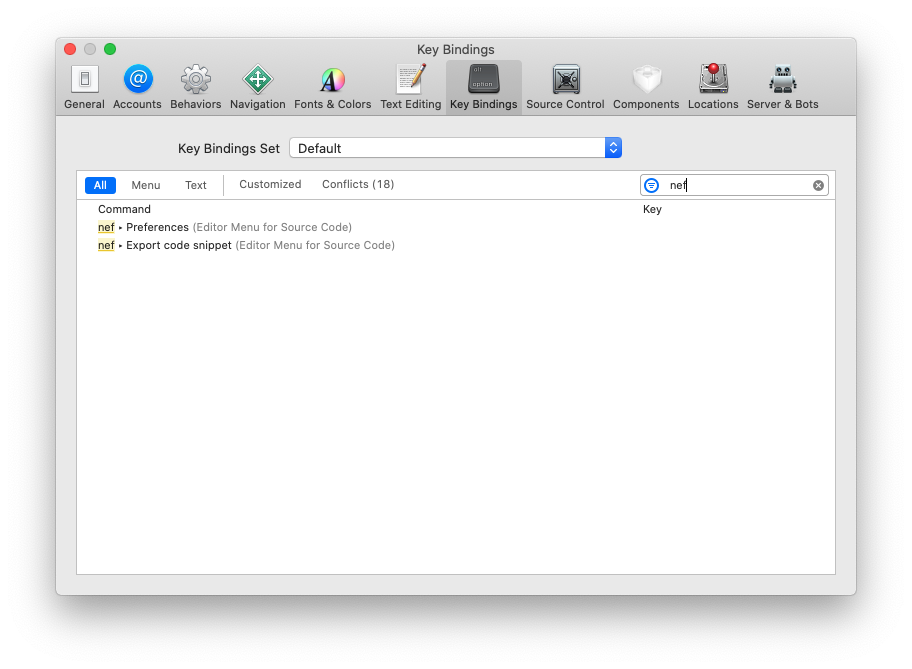 Key Bindings
General Accounts Behaviors Navigation Fonts & Colors Text Editing Key Bindings Source Control Components Locations Server & Bots
Key Bindings Set Default
All Menu Text Customized Conflicts (18) nef
Command Key
nef ▸ Preferences (Editor Menu for Source Code)
nef ▸ Export code snippet (Editor Menu for Source Code)